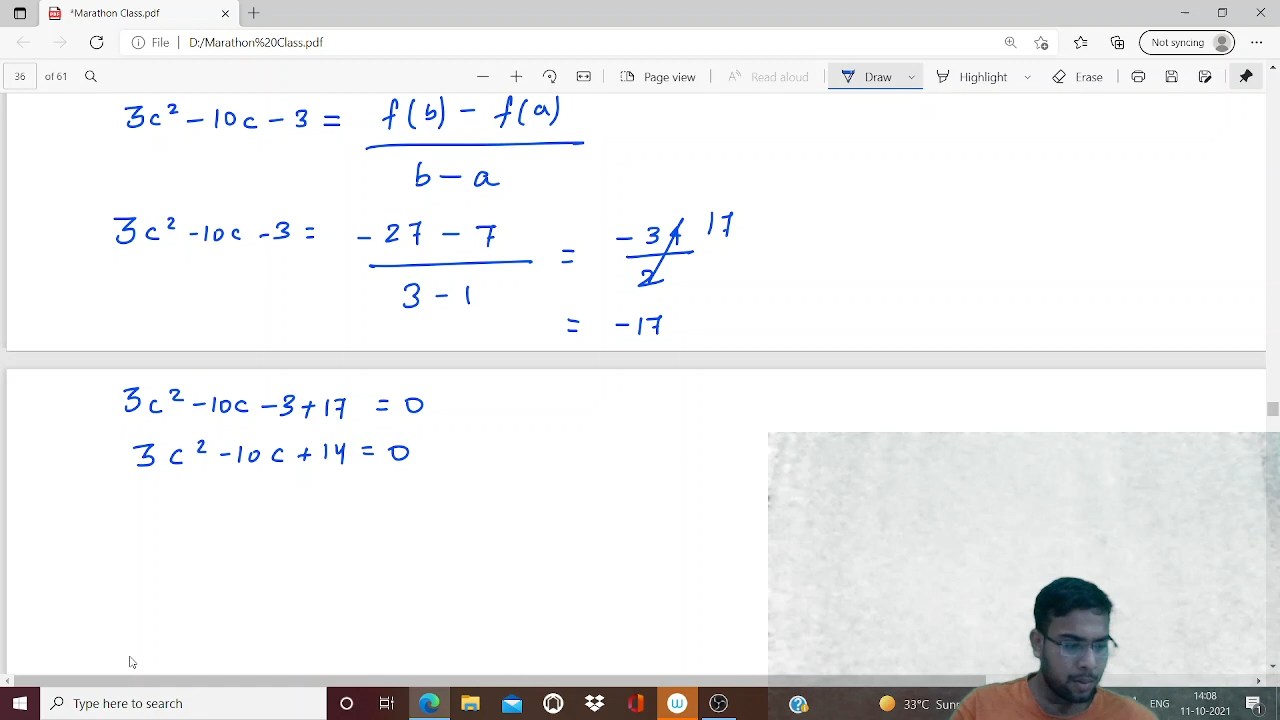 *Marathon Class.pdf
File D:/Marathon%20Class.pdf Not syncing
36 of 61 Page view Read aloud Draw Highlight Erase
3c² - 10c - 3 = f(b) - f(a)
b - a
3c² - 10c - 3 = - 27 - 7 = - 34 17
3 - 1 2
= -17
3c² - 10c - 3 + 17 = 0
3c² - 10c + 14 = 0
Type here to search 33°C ENG 14:08
11-10-2021